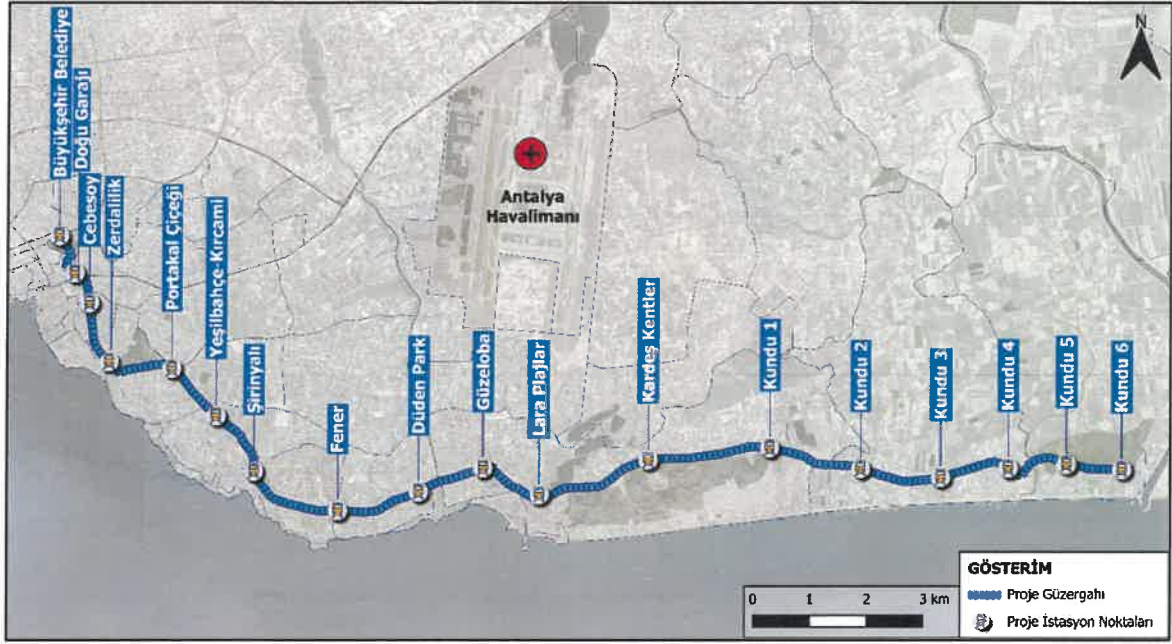 Büyükşehir Belediye
Doğu Garajı
Cebesoy
Zerdalilik
Portakal Çiçeği
Yeşilbahçe-Kırcami
Şirinyalı
Fener
Düden Park
Güzeloba
Lara Plajlar
Kardeş Kentler
Kundu 1
Kundu 2
Kundu 3
Kundu 4
Kundu 5
Kundu 6
Antalya
Havalimanı
N
0 1 2 3 km
GÖSTERİM
Proje Güzergahı
Proje İstasyon Noktaları